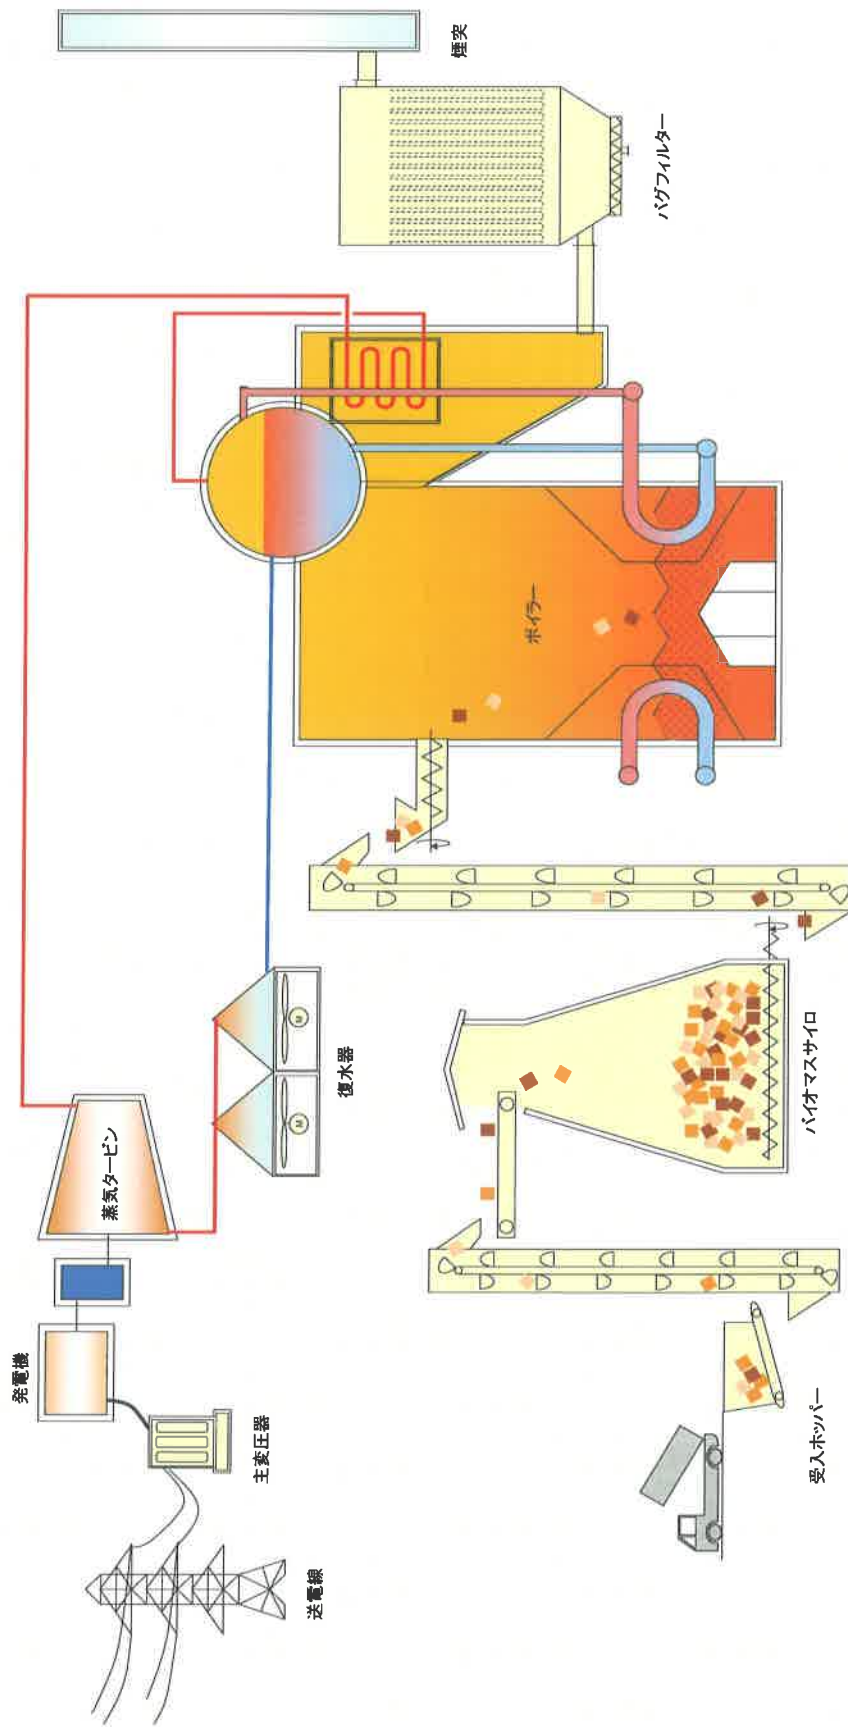 発電機
蒸気タービン
煙突
主変圧器
送電線
復水器
M
M
ボイラー
バグフィルター
受入ホッパー
バイオマスサイロ